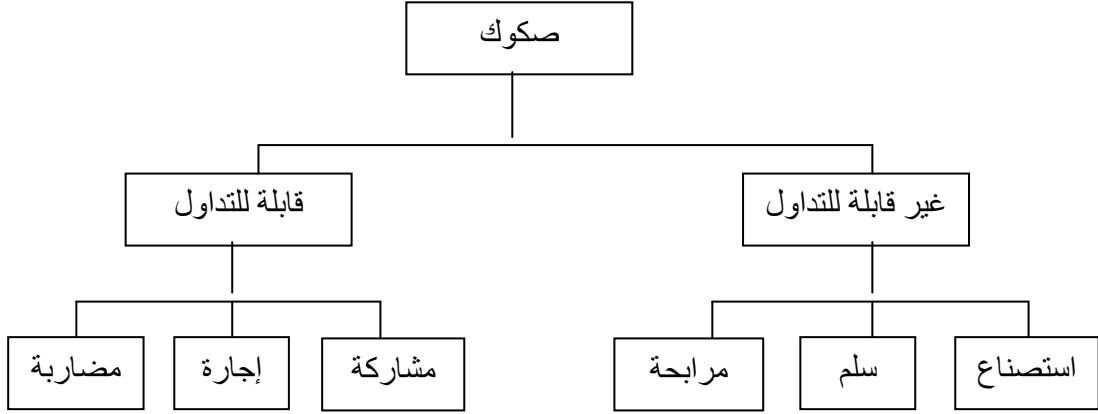 صكوك
غير قابلة للتداول
قابلة للتداول
استصناع
سلم
مرابحة
مشاركة
إجارة
مضاربة